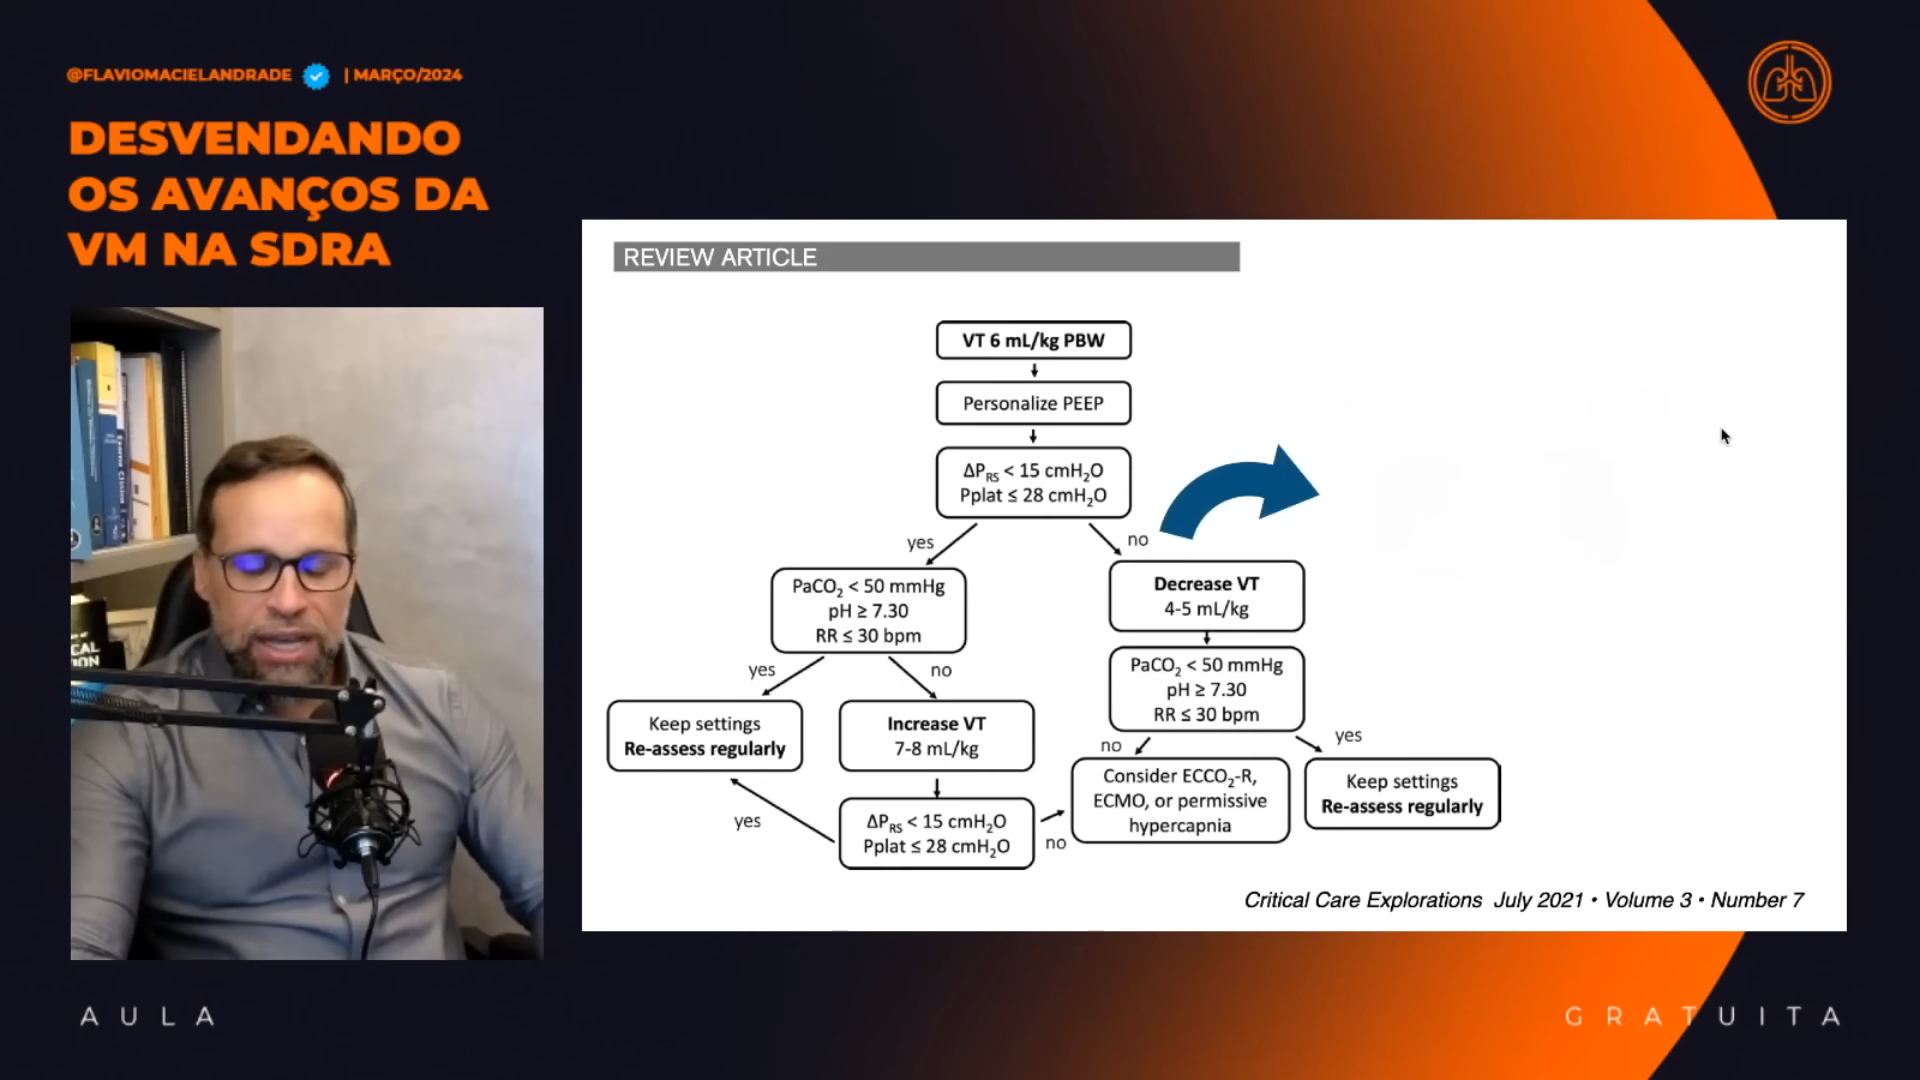 @FLAVIOMACIELANDRADE | MARÇO/2024
DESVENDANDO
OS AVANÇOS DA
VM NA SDRA
REVIEW ARTICLE
VT 6 mL/kg PBW
Personalize PEEP
ΔP_RS < 15 cmH₂O
Pplat ≤ 28 cmH₂O
yes
no
PaCO₂ < 50 mmHg
pH ≥ 7.30
RR ≤ 30 bpm
Decrease VT
4-5 mL/kg
yes
no
PaCO₂ < 50 mmHg
pH ≥ 7.30
RR ≤ 30 bpm
Keep settings
Re-assess regularly
Increase VT
7-8 mL/kg
no
yes
Consider ECCO₂-R,
ECMO, or permissive
hypercapnia
Keep settings
Re-assess regularly
yes
ΔP_RS < 15 cmH₂O
Pplat ≤ 28 cmH₂O
no
Critical Care Explorations July 2021 • Volume 3 • Number 7
AULA
GRATUITA